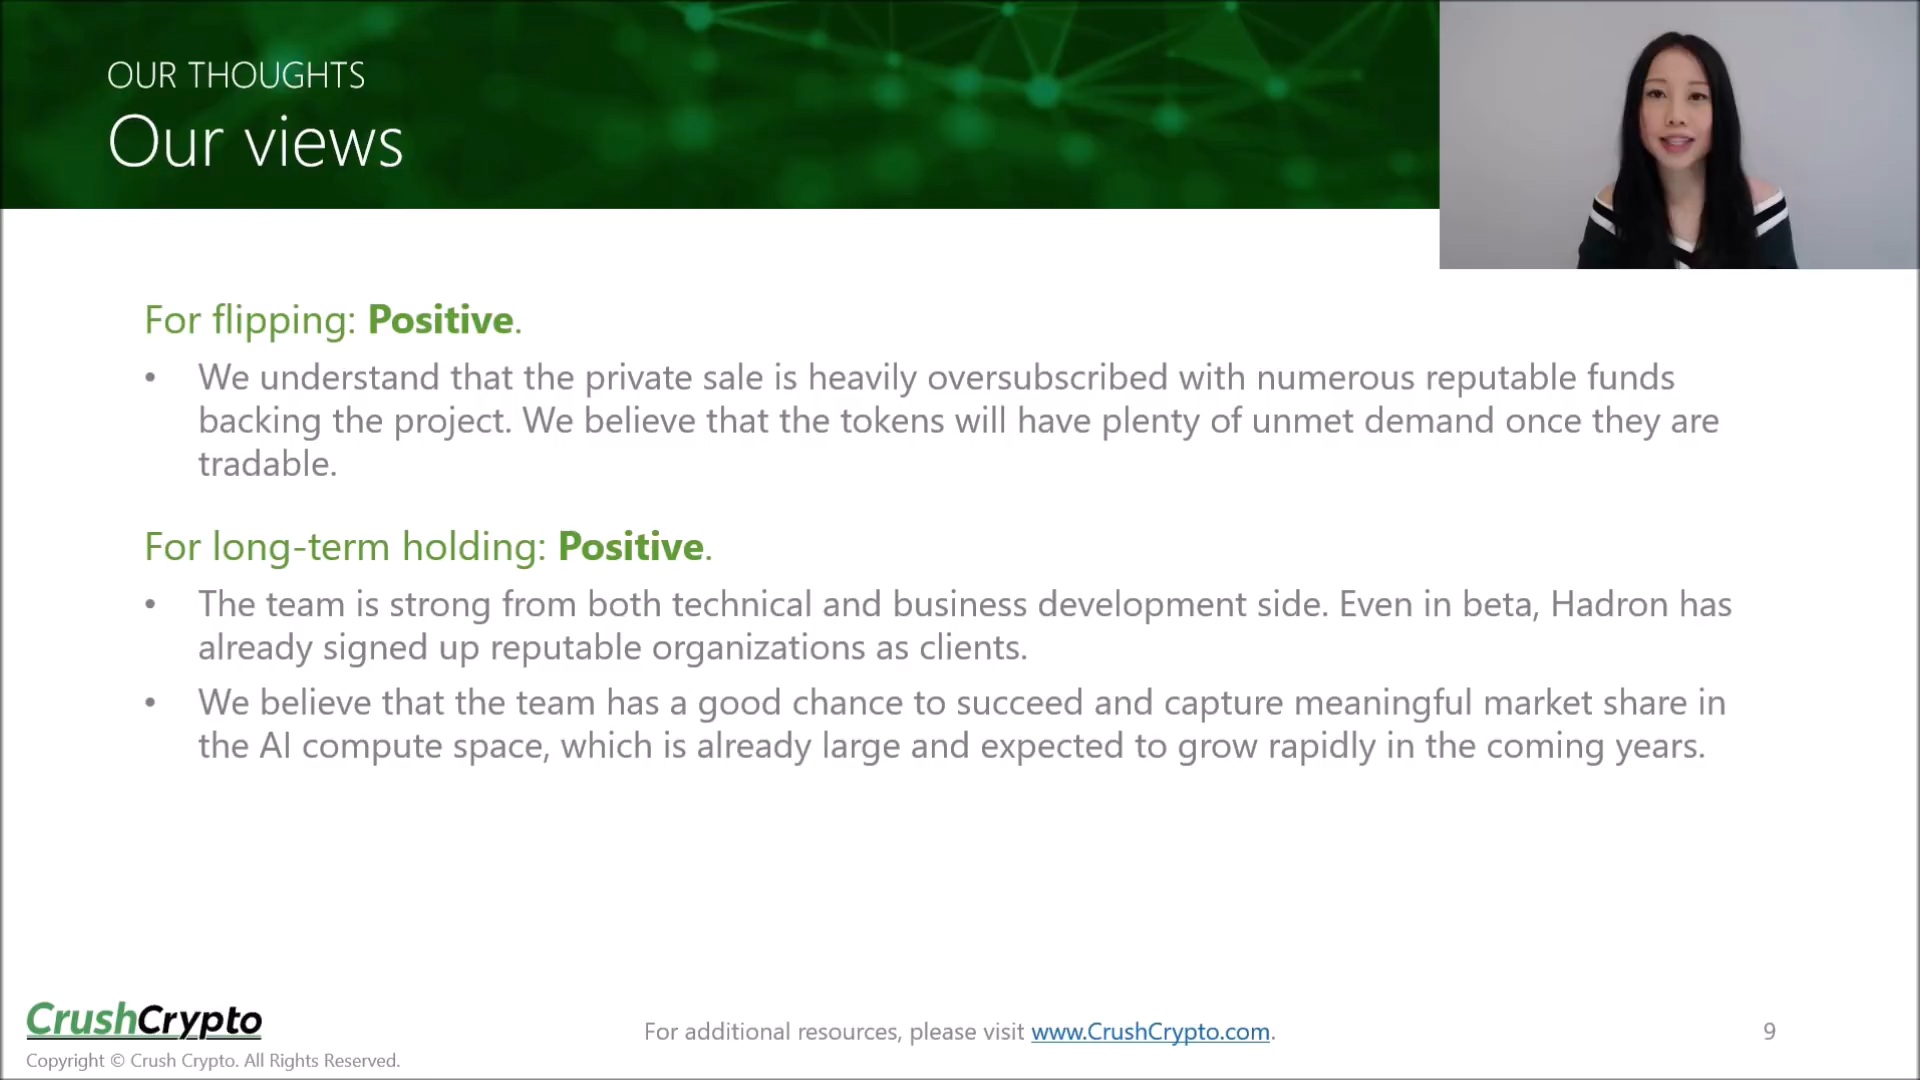 OUR THOUGHTS
Our views
For flipping: Positive.
• We understand that the private sale is heavily oversubscribed with numerous reputable funds
backing the project. We believe that the tokens will have plenty of unmet demand once they are
tradable.
For long-term holding: Positive.
• The team is strong from both technical and business development side. Even in beta, Hadron has
already signed up reputable organizations as clients.
• We believe that the team has a good chance to succeed and capture meaningful market share in
the AI compute space, which is already large and expected to grow rapidly in the coming years.
CrushCrypto
Copyright © Crush Crypto. All Rights Reserved.
For additional resources, please visit www.CrushCrypto.com.
9